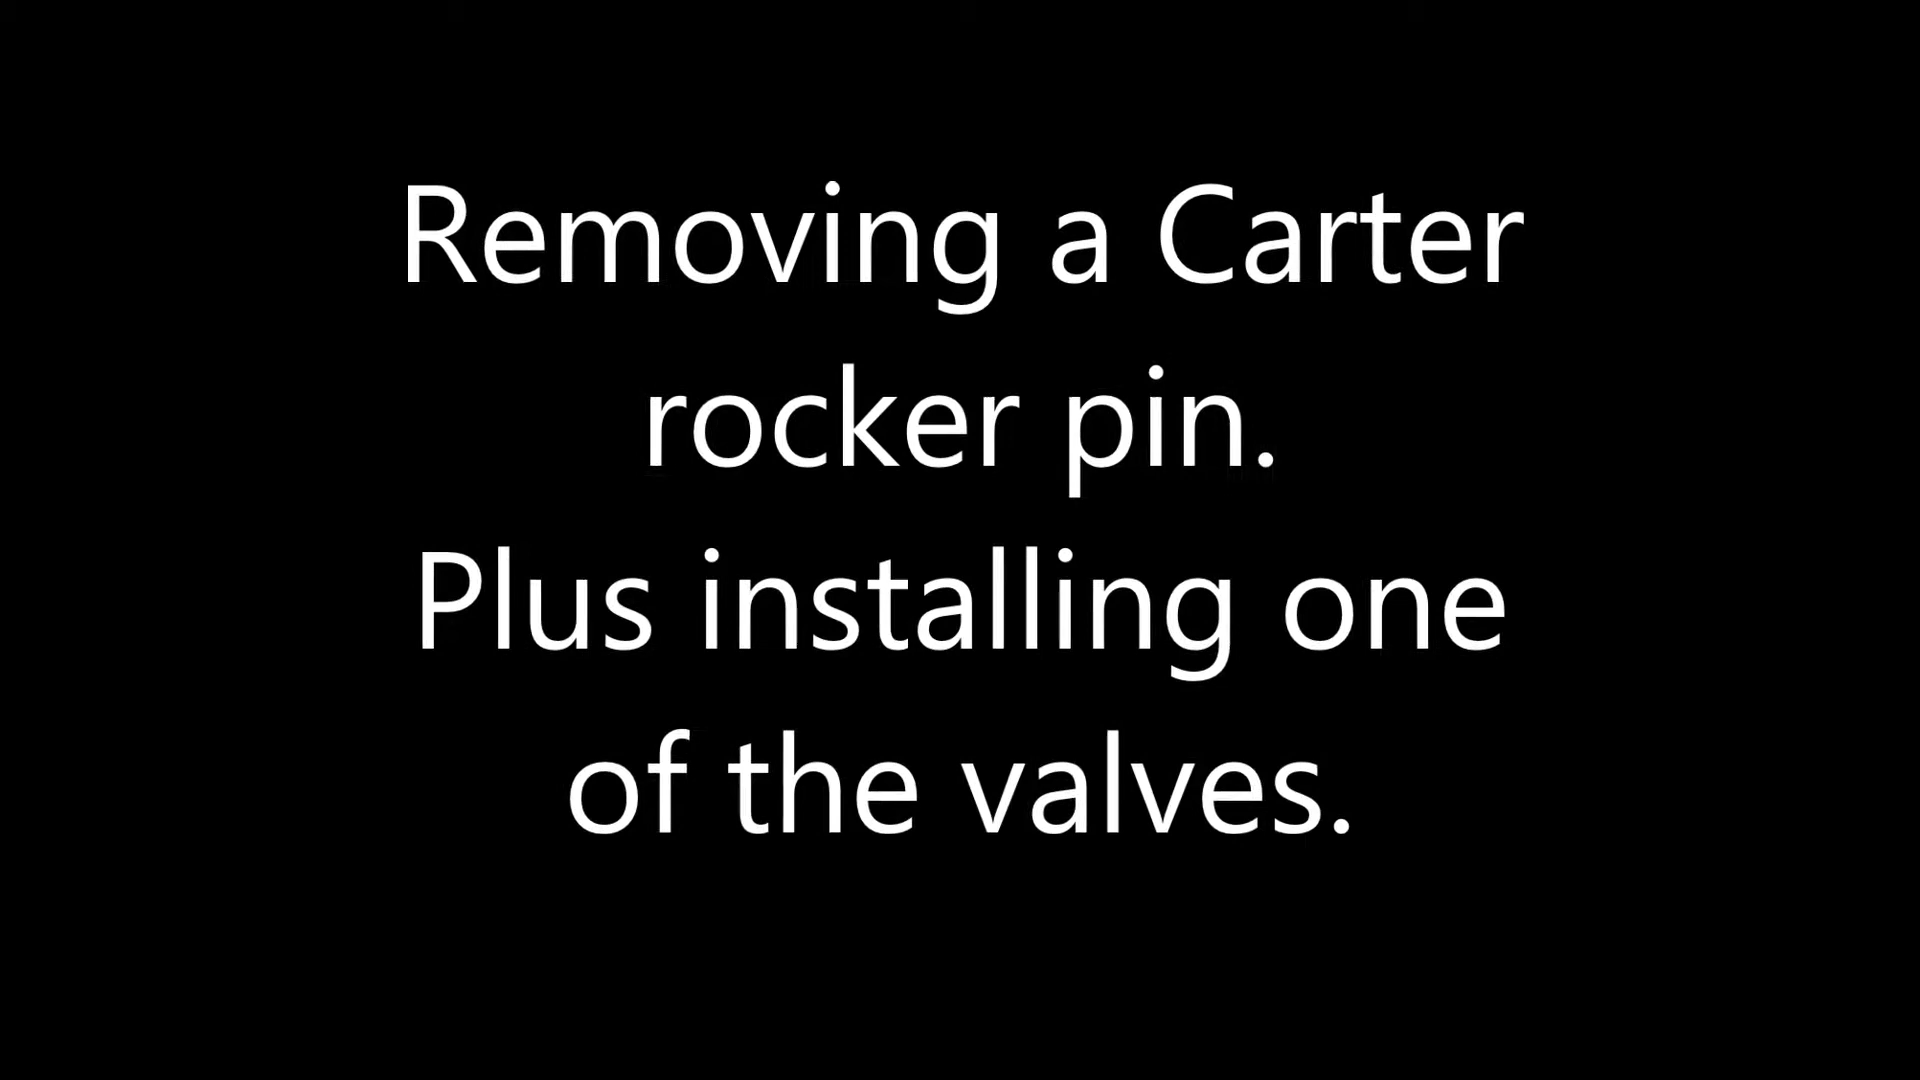 Removing a Carter
rocker pin.
Plus installing one
of the valves.